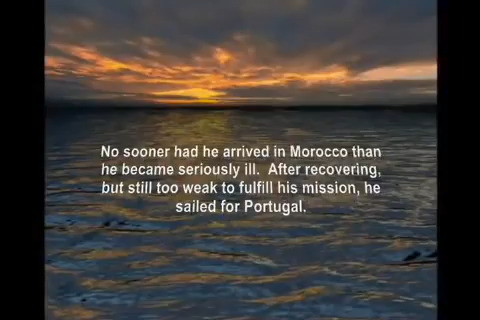 No sooner had he arrived in Morocco than
he became seriously ill.  After recovering,
but still too weak to fulfill his mission, he
sailed for Portugal.